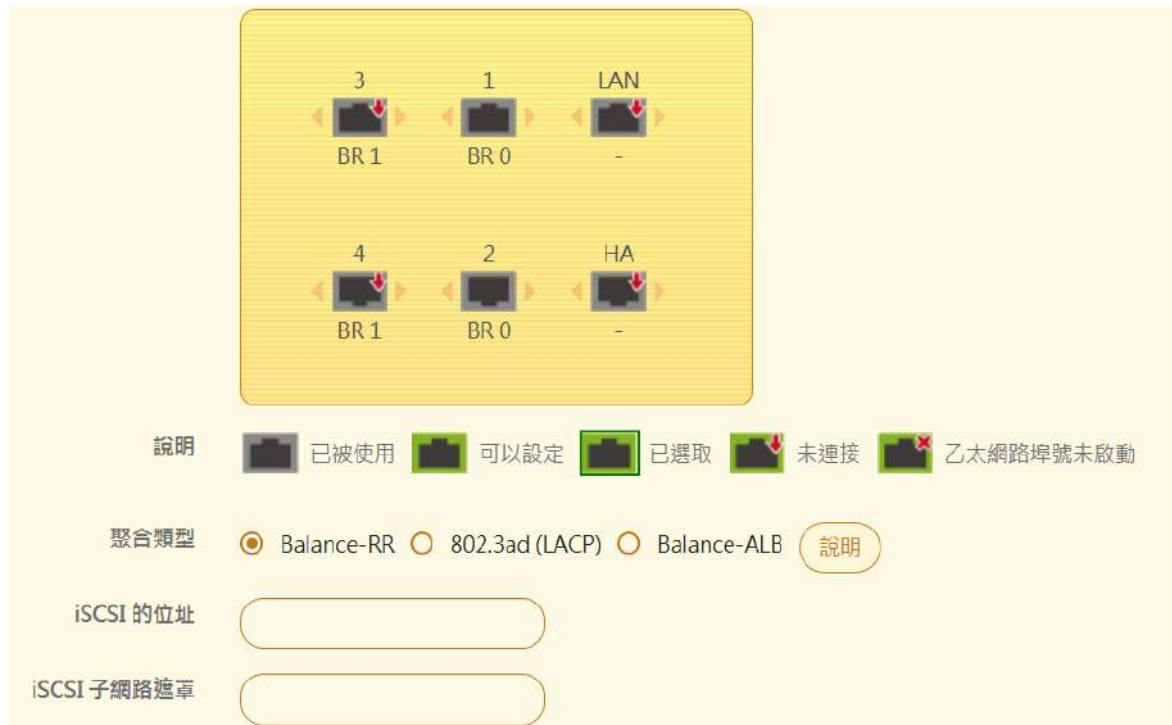 3 1 LAN
BR 1 BR 0 -
4 2 HA
BR 1 BR 0 -
說明 已被使用 可以設定 已選取 未連接 乙太網路埠號未啟動
聚合類型 Balance-RR 802.3ad (LACP) Balance-ALB 說明
iSCSI 的位址
iSCSI 子網路遮罩